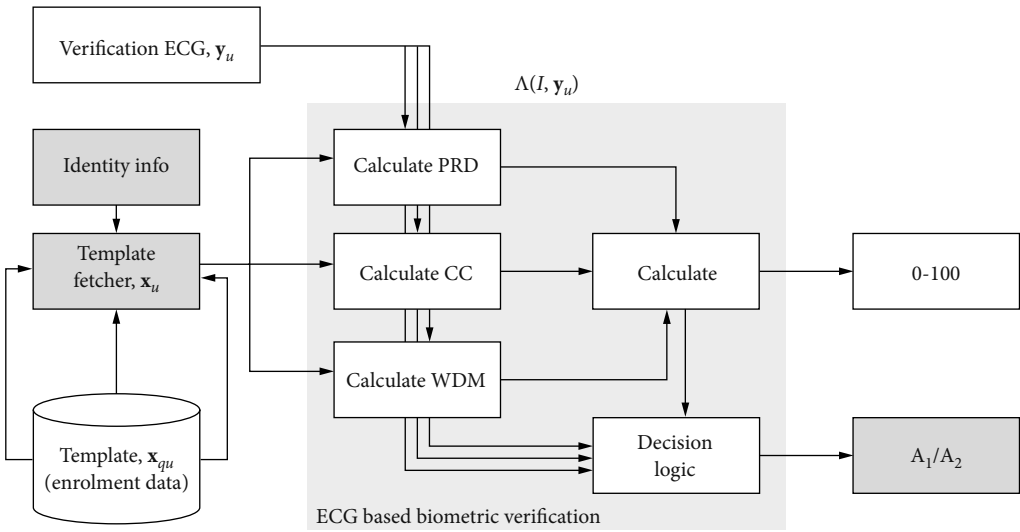 Verification ECG, y_u
Λ(I, y_u)
Identity info
Calculate PRD
Template
fetcher, x_u
Calculate CC
Calculate
0-100
Calculate WDM
Template, x_qu
(enrolment data)
Decision
logic
A_1/A_2
ECG based biometric verification